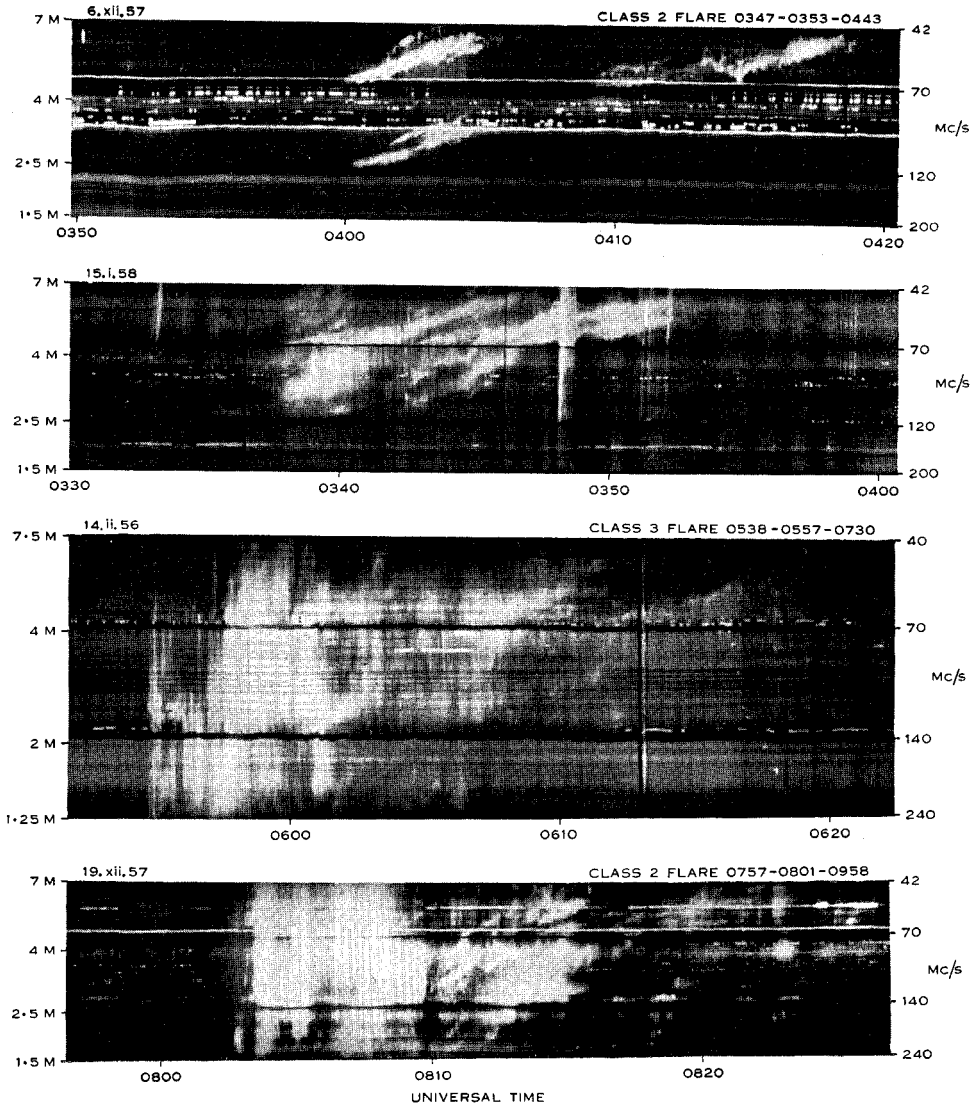 6.xii.57 CLASS 2 FLARE 0347-0353-0443
7 M 42
4 M 70
MC/S
2·5 M 120
1·5 M 200
0350 0400 0410 0420
15.i.58
7 M 42
4 M 70
MC/S
2·5 M 120
1·5 M 200
0330 0340 0350 0400
14.ii.56 CLASS 3 FLARE 0538-0557-0730
7·5 M 40
4 M 70
MC/S
2 M 140
1·25 M 240
0600 0610 0620
19.xii.57 CLASS 2 FLARE 0757-0801-0958
7 M 42
4 M 70
MC/S
2·5 M 140
1·5 M 240
0800 0810 0820
UNIVERSAL TIME